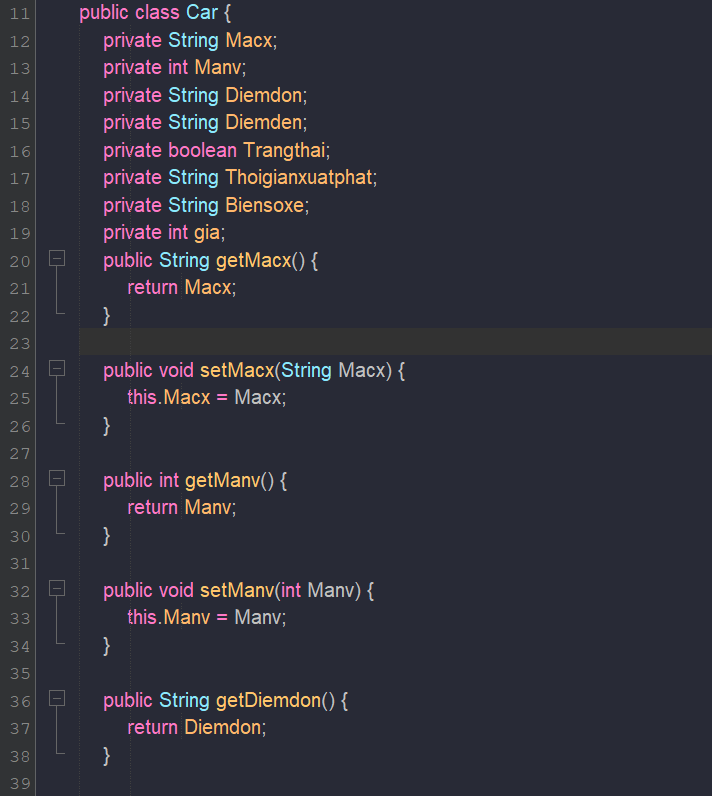 11 public class Car {
12 private String Macx;
13 private int Manv;
14 private String Diemdon;
15 private String Diemden;
16 private boolean Trangthai;
17 private String Thoigianxuatphat;
18 private String Biensoxe;
19 private int gia;
20 public String getMacx() {
21 return Macx;
22 }
23
24 public void setMacx(String Macx) {
25 this.Macx = Macx;
26 }
27
28 public int getManv() {
29 return Manv;
30 }
31
32 public void setManv(int Manv) {
33 this.Manv = Manv;
34 }
35
36 public String getDiemdon() {
37 return Diemdon;
38 }
39